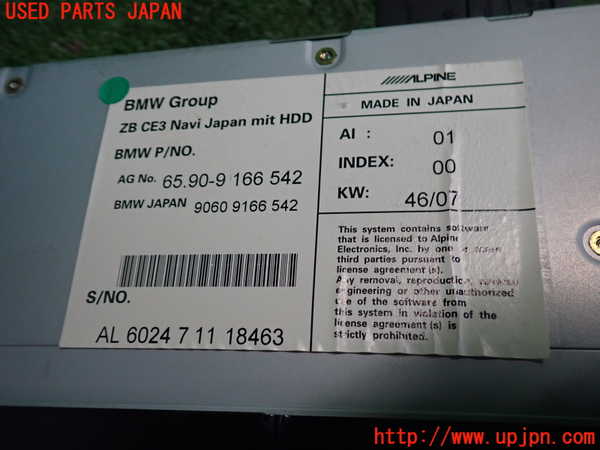 USED PARTS JAPAN
BMW Group
ZB CE3 Navi Japan mit HDD
BMW P/NO.
AG No. 65.90-9 166 542
BMW JAPAN 9060 9166 542
S/NO.
AL 6024 7 11 18463
ALPINE
MADE IN JAPAN
AI : 01
INDEX: 00
KW: 46/07
This system contains software
that is licensed to Alpine
Electronics, Inc. by one of more
third parties pursuant to
license agreement(s).
Any removal, reproduction, reverse
engineering or other unauthorized
use of the software from
this system in violation of the
license agreement(s) is
strictly prohibited.
http://www.upjpn.com/